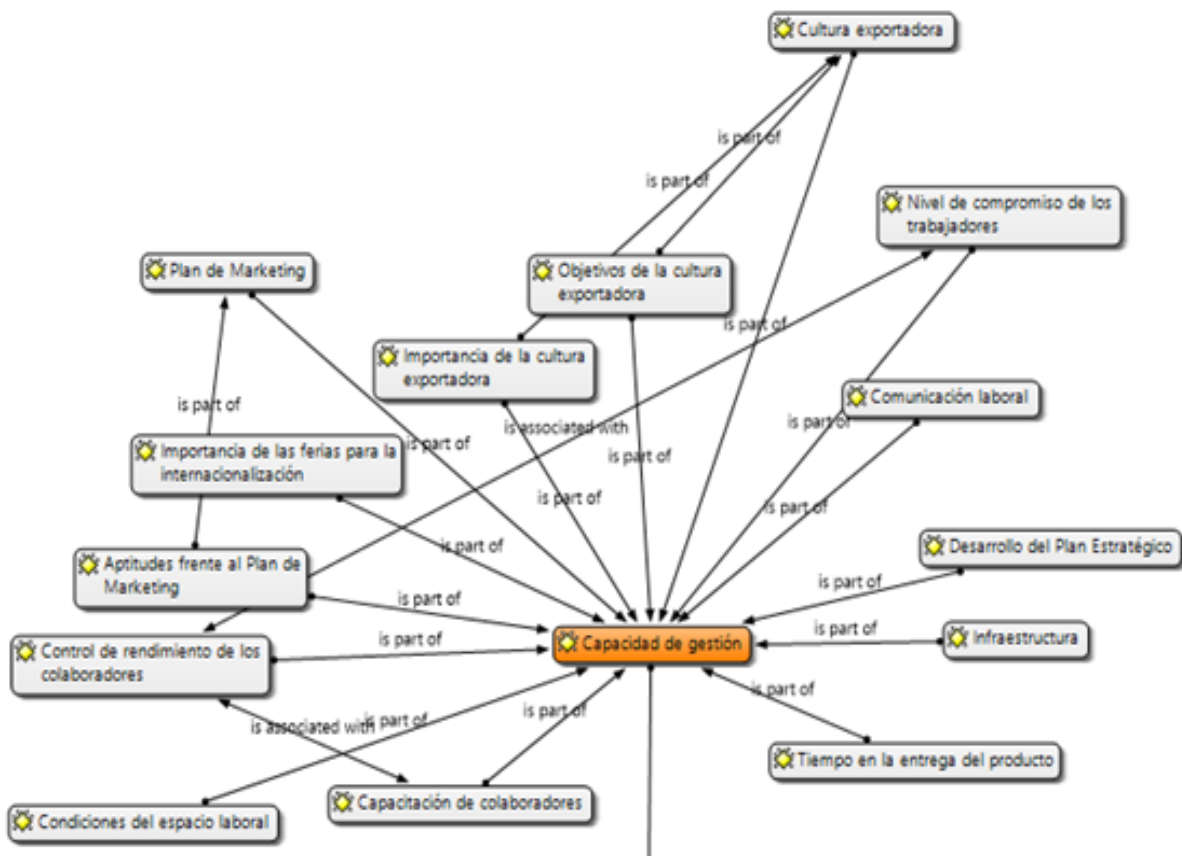 Cultura exportadora
is part of
is part of
Nivel de compromiso de los
trabajadores
Plan de Marketing
Objetivos de la cultura
exportadora
is part of
Importancia de la cultura
exportadora
Comunicación laboral
is part of
is associated with
is part of
is part of
Importancia de las ferias para la
internacionalización
is part of
is part of
is part of
is part of
Desarrollo del Plan Estratégico
Aptitudes frente al Plan de
Marketing
is part of
is part of
Capacidad de gestión
is part of
Infraestructura
Control de rendimiento de los
colaboradores
is part of
is part of
is part of
is associated with
is part of
Tiempo en la entrega del producto
Capacitación de colaboradores
Condiciones del espacio laboral